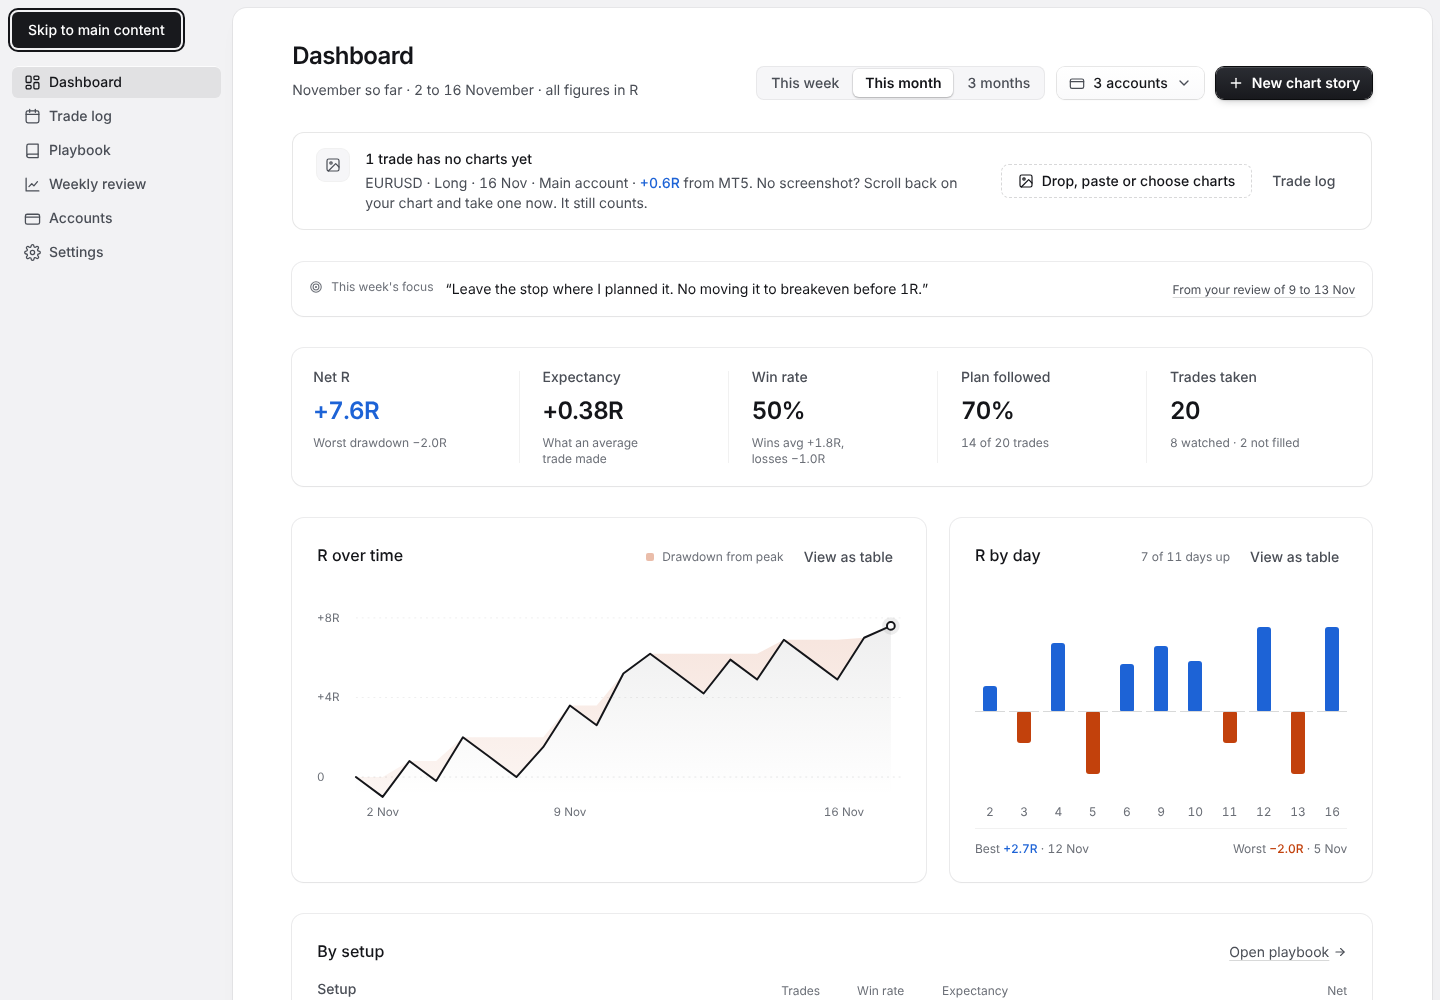 Skip to main content
Dashboard
Trade log
Playbook
Weekly review
Accounts
Settings
Dashboard
November so far · 2 to 16 November · all figures in R
This week
This month
3 months
3 accounts
New chart story
1 trade has no charts yet
EURUSD · Long · 16 Nov · Main account · +0.6R from MT5. No screenshot? Scroll back on
your chart and take one now. It still counts.
Drop, paste or choose charts
Trade log
This week's focus
“Leave the stop where I planned it. No moving it to breakeven before 1R.”
From your review of 9 to 13 Nov
Net R
+7.6R
Worst drawdown −2.0R
Expectancy
+0.38R
What an average
trade made
Win rate
50%
Wins avg +1.8R,
losses −1.0R
Plan followed
70%
14 of 20 trades
Trades taken
20
8 watched · 2 not filled
R over time
Drawdown from peak
View as table
+8R
+4R
0
2 Nov
9 Nov
16 Nov
R by day
7 of 11 days up
View as table
2 3 4 5 6 9 10 11 12 13 16
Best +2.7R · 12 Nov
Worst −2.0R · 5 Nov
By setup
Open playbook →
Setup
Trades
Win rate
Expectancy
Net